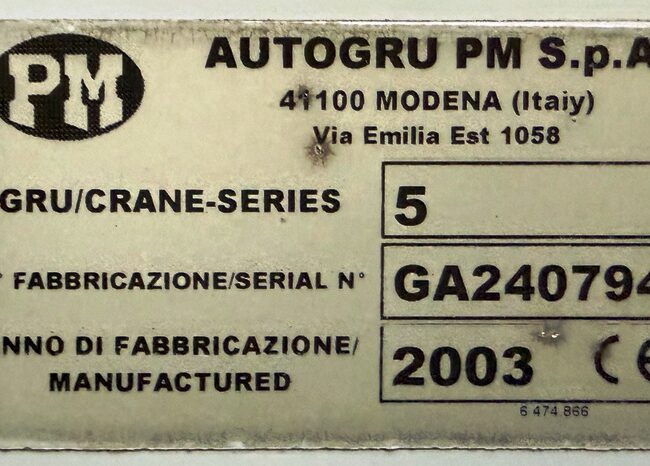 PM
AUTOGRU PM S.p.A
41100 MODENA (Itaiy)
Via Emilia Est 1058
GRU/CRANE-SERIES 5
° FABBRICAZIONE/SERIAL N° GA240794
NNO DI FABBRICAZIONE/
MANUFACTURED 2003 CE
6 474 866